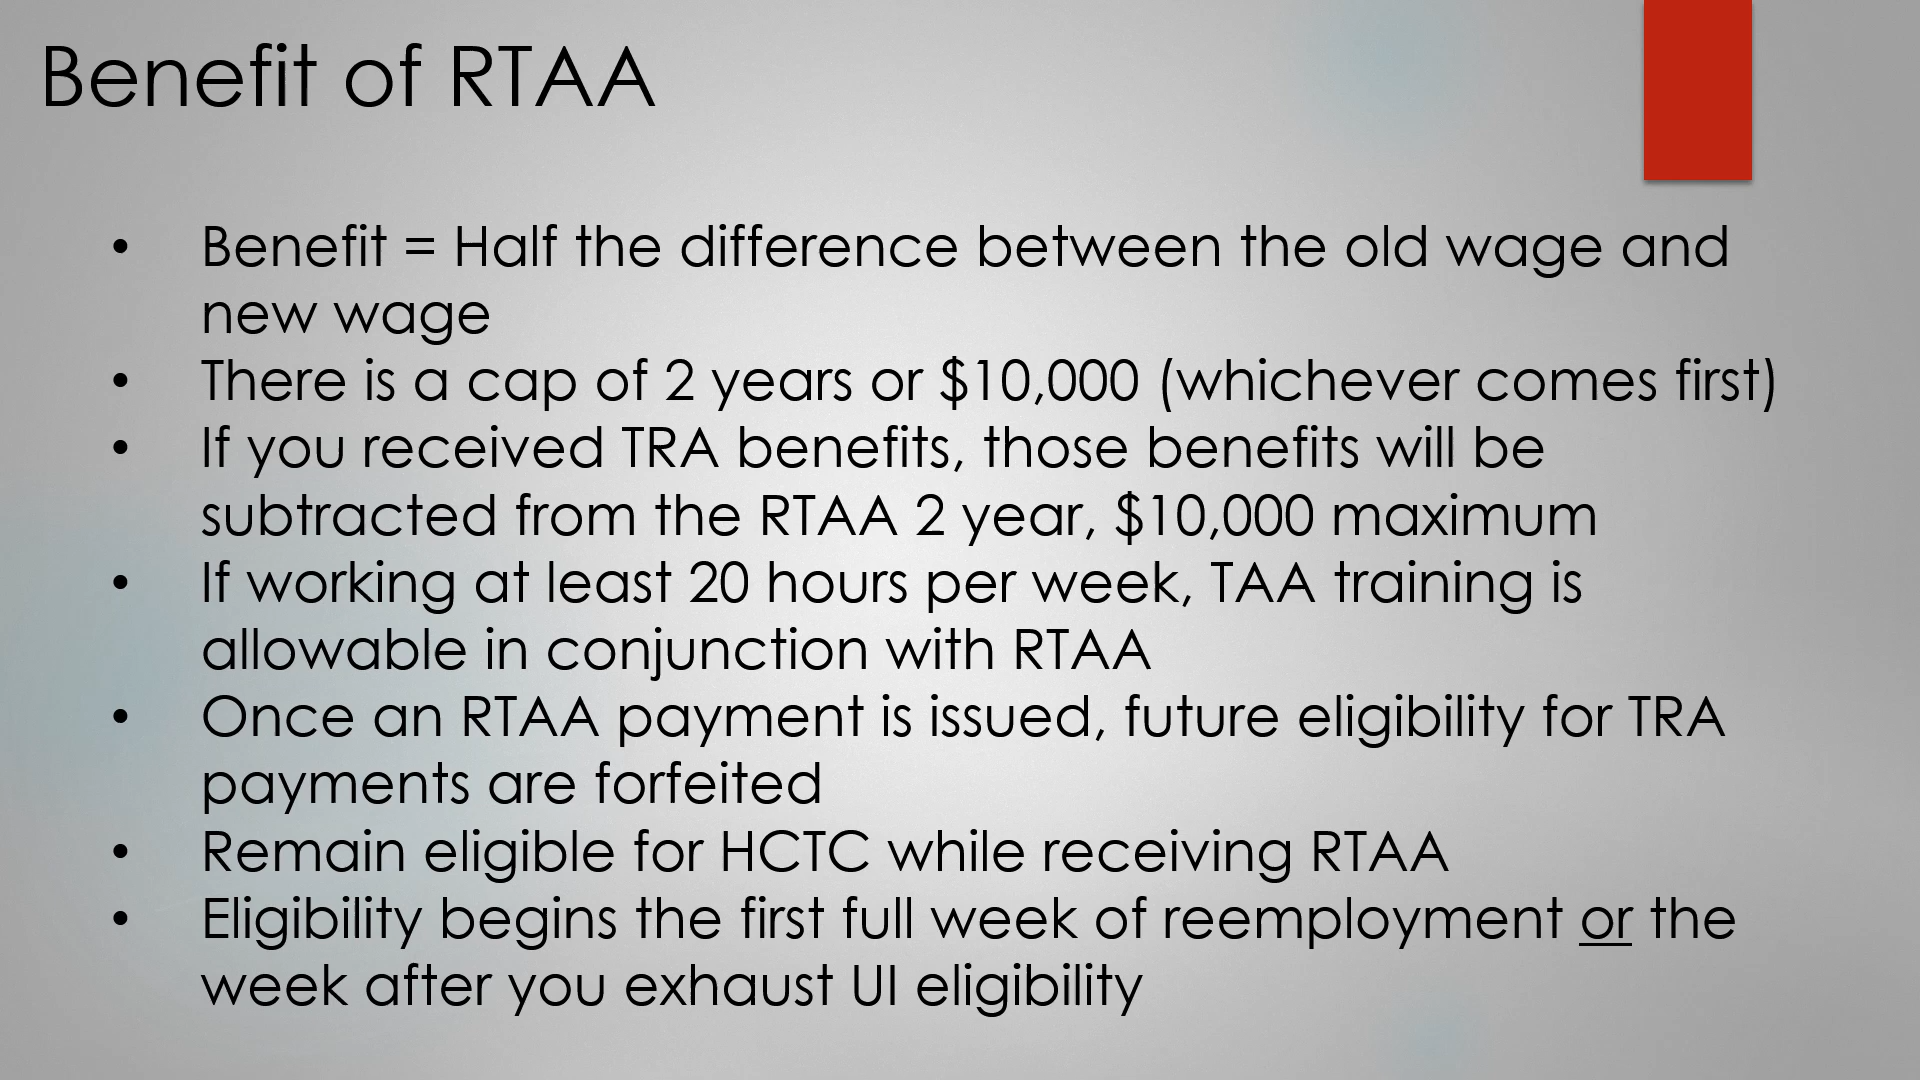 Benefit of RTAA
• Benefit = Half the difference between the old wage and
new wage
• There is a cap of 2 years or $10,000 (whichever comes first)
• If you received TRA benefits, those benefits will be
subtracted from the RTAA 2 year, $10,000 maximum
• If working at least 20 hours per week, TAA training is
allowable in conjunction with RTAA
• Once an RTAA payment is issued, future eligibility for TRA
payments are forfeited
• Remain eligible for HCTC while receiving RTAA
• Eligibility begins the first full week of reemployment or the
week after you exhaust UI eligibility